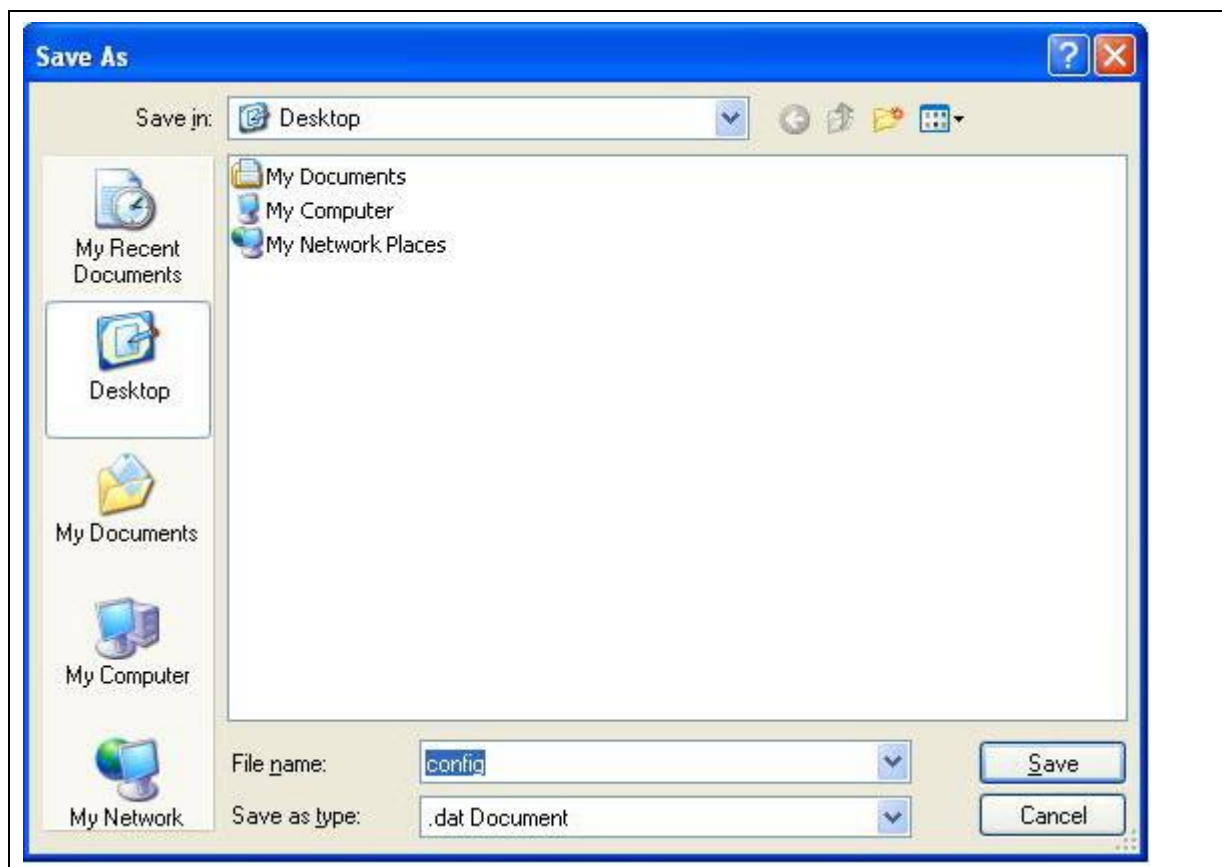 Save As
Save in:
Desktop
My Recent
Documents
Desktop
My Documents
My Computer
My Network
My Documents
My Computer
My Network Places
File name:
config
Save
Save as type:
.dat Document
Cancel